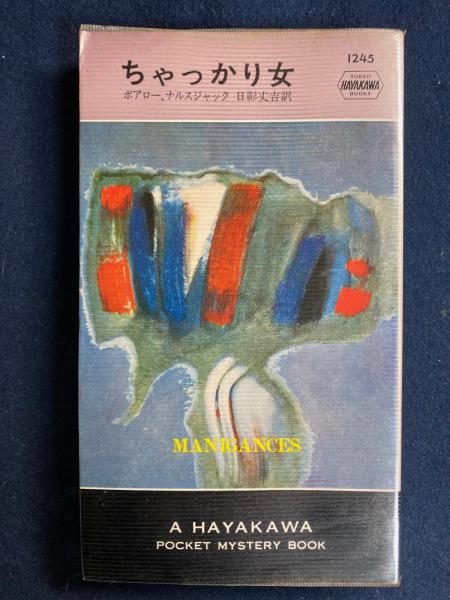 1245
TOKYO
HAYAKAWA
BOOKS
ちゃっかり女
ボアロー、ナルスジャック 日影丈吉訳
MANIGANCES
A HAYAKAWA
POCKET MYSTERY BOOK